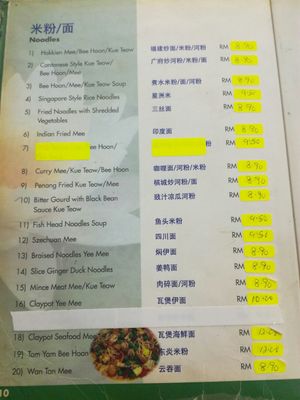 米粉/面
Noodles
1) Hokkien Mee/Bee Hoon/Kue Teow 福建炒面/米粉/河粉 RM 8.90
2) Cantonese Style Kue Teow/ 广府炒河粉/米粉/面 RM 8.90
Bee Hoon/Mee
3) Bee Hoon/Mee/Kue Teow Soup 煮水米粉/面/河粉 RM 8.90
4) Singapore Style Rice Noodles 星洲米 RM 9.50
5) Fried Noodles with Shredded 三丝面 RM 8.90
Vegetables
6) Indian Fried Mee 印度面 RM 8.90
7) Bee Hoon/ 粉 RM 9.50
8) Curry Mee/Kue Teow/Bee Hoon 咖喱面/河粉/米粉 RM 8.90
9) Penang Fried Kue Teow/Mee 槟城炒河粉/面 RM 8.90
10) Bitter Gourd with Black Bean 豉汁凉瓜河粉 RM 8.90
Sauce Kue Teow
11) Fish Head Noodles Soup 鱼头米粉 RM 9.50
12) Szechuan Mee 四川面 RM 9.50
13) Braised Noodles Yee Mee 焖伊面 RM 8.90
14) Slice Ginger Duck Noodles 姜鸭面 RM 8.90
15) Mince Meat Mee/Kue Teow 肉碎面/河粉 RM 8.90
16) Claypot Yee Mee 瓦煲伊面 RM 10.00
18) Claypot Seafood Mee 瓦煲海鲜面 RM
19) Tom Yam Bee Hoon 东炎米粉 RM
20) Wan Tan Mee 云吞面 RM 8.90
10